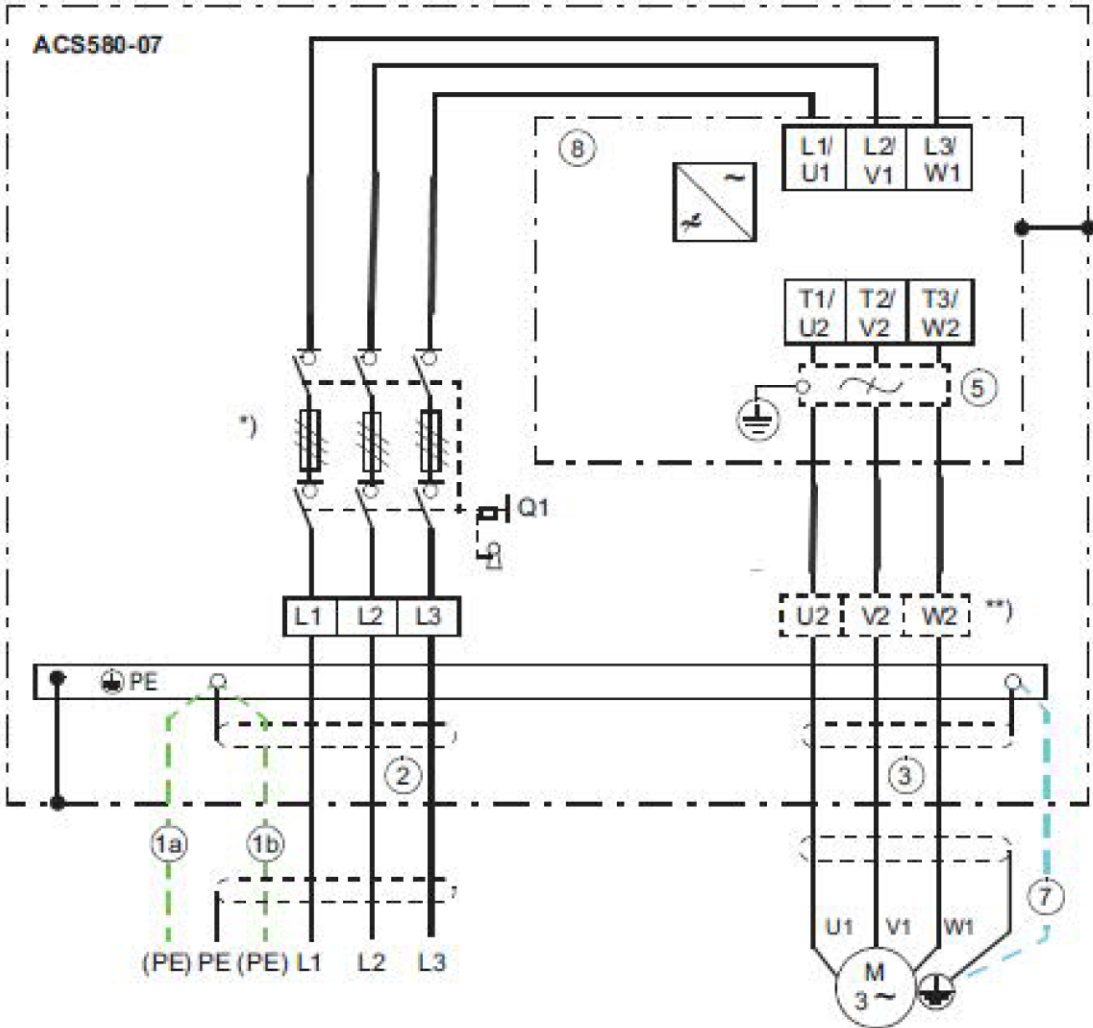 ACS580-07
8
L1/ L2/ L3/
U1 V1 W1
~
T1/ T2/ T3/
U2 V2 W2
5
*)
Q1
L1 L2 L3
U2 V2 W2 **)
PE
2
3
1a
1b
7
U1 V1 W1
(PE) PE (PE) L1 L2 L3
M
3 ~